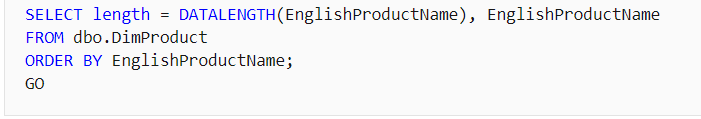 SELECT length = DATALENGTH(EnglishProductName), EnglishProductName
FROM dbo.DimProduct
ORDER BY EnglishProductName;
GO